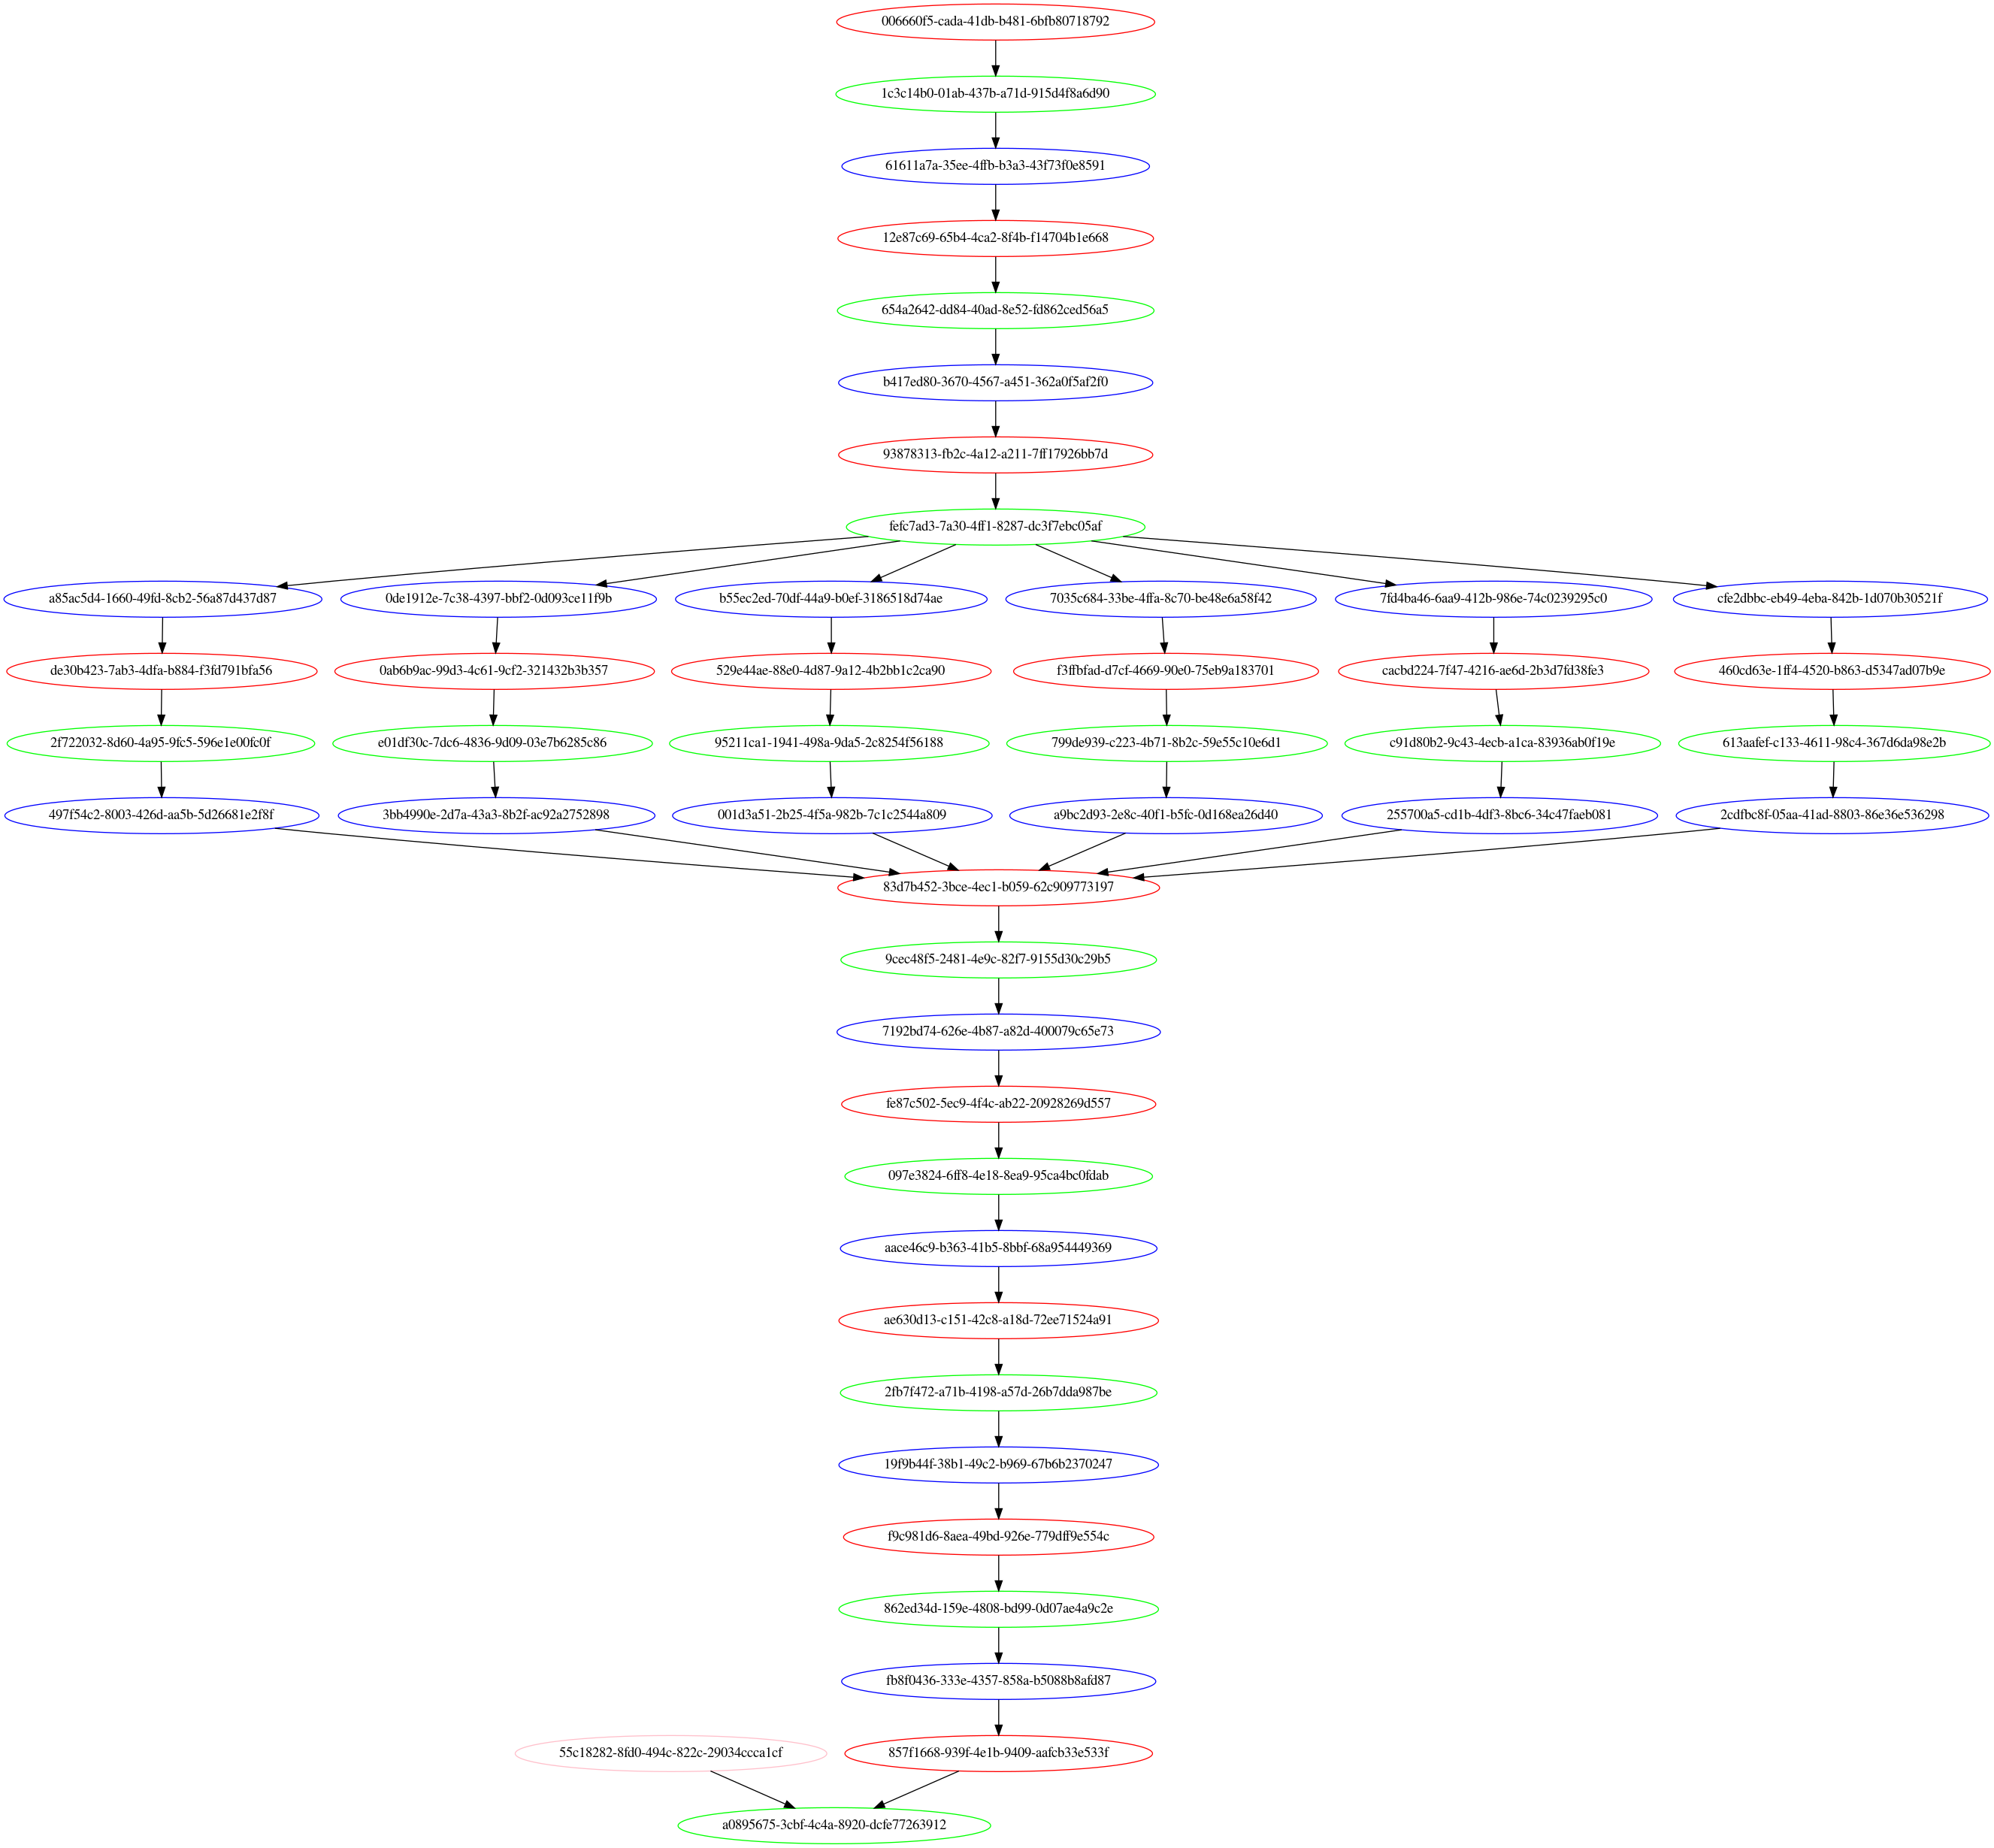 006660f5-cada-41db-b481-6bfb80718792
1c3c14b0-01ab-437b-a71d-915d4f8a6d90
61611a7a-35ee-4ffb-b3a3-43f73f0e8591
12e87c69-65b4-4ca2-8f4b-f14704b1e668
654a2642-dd84-40ad-8e52-fd862ced56a5
b417ed80-3670-4567-a451-362a0f5af2f0
93878313-fb2c-4a12-a211-7ff17926bb7d
fefc7ad3-7a30-4ff1-8287-dc3f7ebc05af
a85ac5d4-1660-49fd-8cb2-56a87d437d87 0de1912e-7c38-4397-bbf2-0d093ce11f9b b55ec2ed-70df-44a9-b0ef-3186518d74ae 7035c684-33be-4ffa-8c70-be48e6a58f42 7fd4ba46-6aa9-412b-986e-74c0239295c0 cfe2dbbc-eb49-4eba-842b-1d070b30521f
de30b423-7ab3-4dfa-b884-f3fd791bfa56 0ab6b9ac-99d3-4c61-9cf2-321432b3b357 529e44ae-88e0-4d87-9a12-4b2bb1c2ca90 f3ffbfad-d7cf-4669-90e0-75eb9a183701 cacbd224-7f47-4216-ae6d-2b3d7fd38fe3 460cd63e-1ff4-4520-b863-d5347ad07b9e
2f722032-8d60-4a95-9fc5-596e1e00fc0f e01df30c-7dc6-4836-9d09-03e7b6285c86 95211ca1-1941-498a-9da5-2c8254f56188 799de939-c223-4b71-8b2c-59e55c10e6d1 c91d80b2-9c43-4ecb-a1ca-83936ab0f19e 613aafef-c133-4611-98c4-367d6da98e2b
497f54c2-8003-426d-aa5b-5d26681e2f8f 3bb4990e-2d7a-43a3-8b2f-ac92a2752898 001d3a51-2b25-4f5a-982b-7c1c2544a809 a9bc2d93-2e8c-40f1-b5fc-0d168ea26d40 255700a5-cd1b-4df3-8bc6-34c47faeb081 2cdfbc8f-05aa-41ad-8803-86e36e536298
83d7b452-3bce-4ec1-b059-62c909773197
9cec48f5-2481-4e9c-82f7-9155d30c29b5
7192bd74-626e-4b87-a82d-400079c65e73
fe87c502-5ec9-4f4c-ab22-20928269d557
097e3824-6ff8-4e18-8ea9-95ca4bc0fdab
aace46c9-b363-41b5-8bbf-68a954449369
ae630d13-c151-42c8-a18d-72ee71524a91
2fb7f472-a71b-4198-a57d-26b7dda987be
19f9b44f-38b1-49c2-b969-67b6b2370247
f9c981d6-8aea-49bd-926e-779dff9e554c
862ed34d-159e-4808-bd99-0d07ae4a9c2e
fb8f0436-333e-4357-858a-b5088b8afd87
55c18282-8fd0-494c-822c-29034ccca1cf 857f1668-939f-4e1b-9409-aafcb33e533f
a0895675-3cbf-4c4a-8920-dcfe77263912